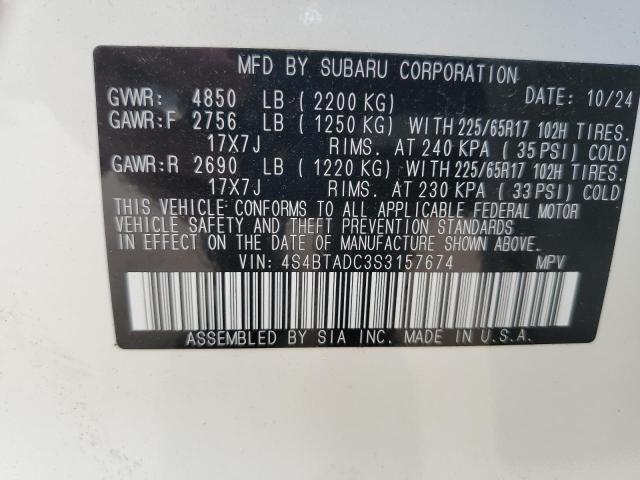 MFD BY SUBARU CORPORATION
GVWR: 4850 LB ( 2200 KG) DATE: 10/24
GAWR:F 2756 LB ( 1250 KG) WITH 225/65R17 102H TIRES.
17X7J RIMS. AT 240 KPA ( 35 PSI) COLD
GAWR:R 2690 LB ( 1220 KG) WITH 225/65R17 102H TIRES.
17X7J RIMS. AT 230 KPA ( 33 PSI) COLD
THIS VEHICLE CONFORMS TO ALL APPLICABLE FEDERAL MOTOR
VEHICLE SAFETY AND THEFT PREVENTION STANDARDS
IN EFFECT ON THE DATE OF MANUFACTURE SHOWN ABOVE.
VIN: 4S4BTADC3S3157674 MPV
ASSEMBLED BY SIA INC. MADE IN U.S.A.